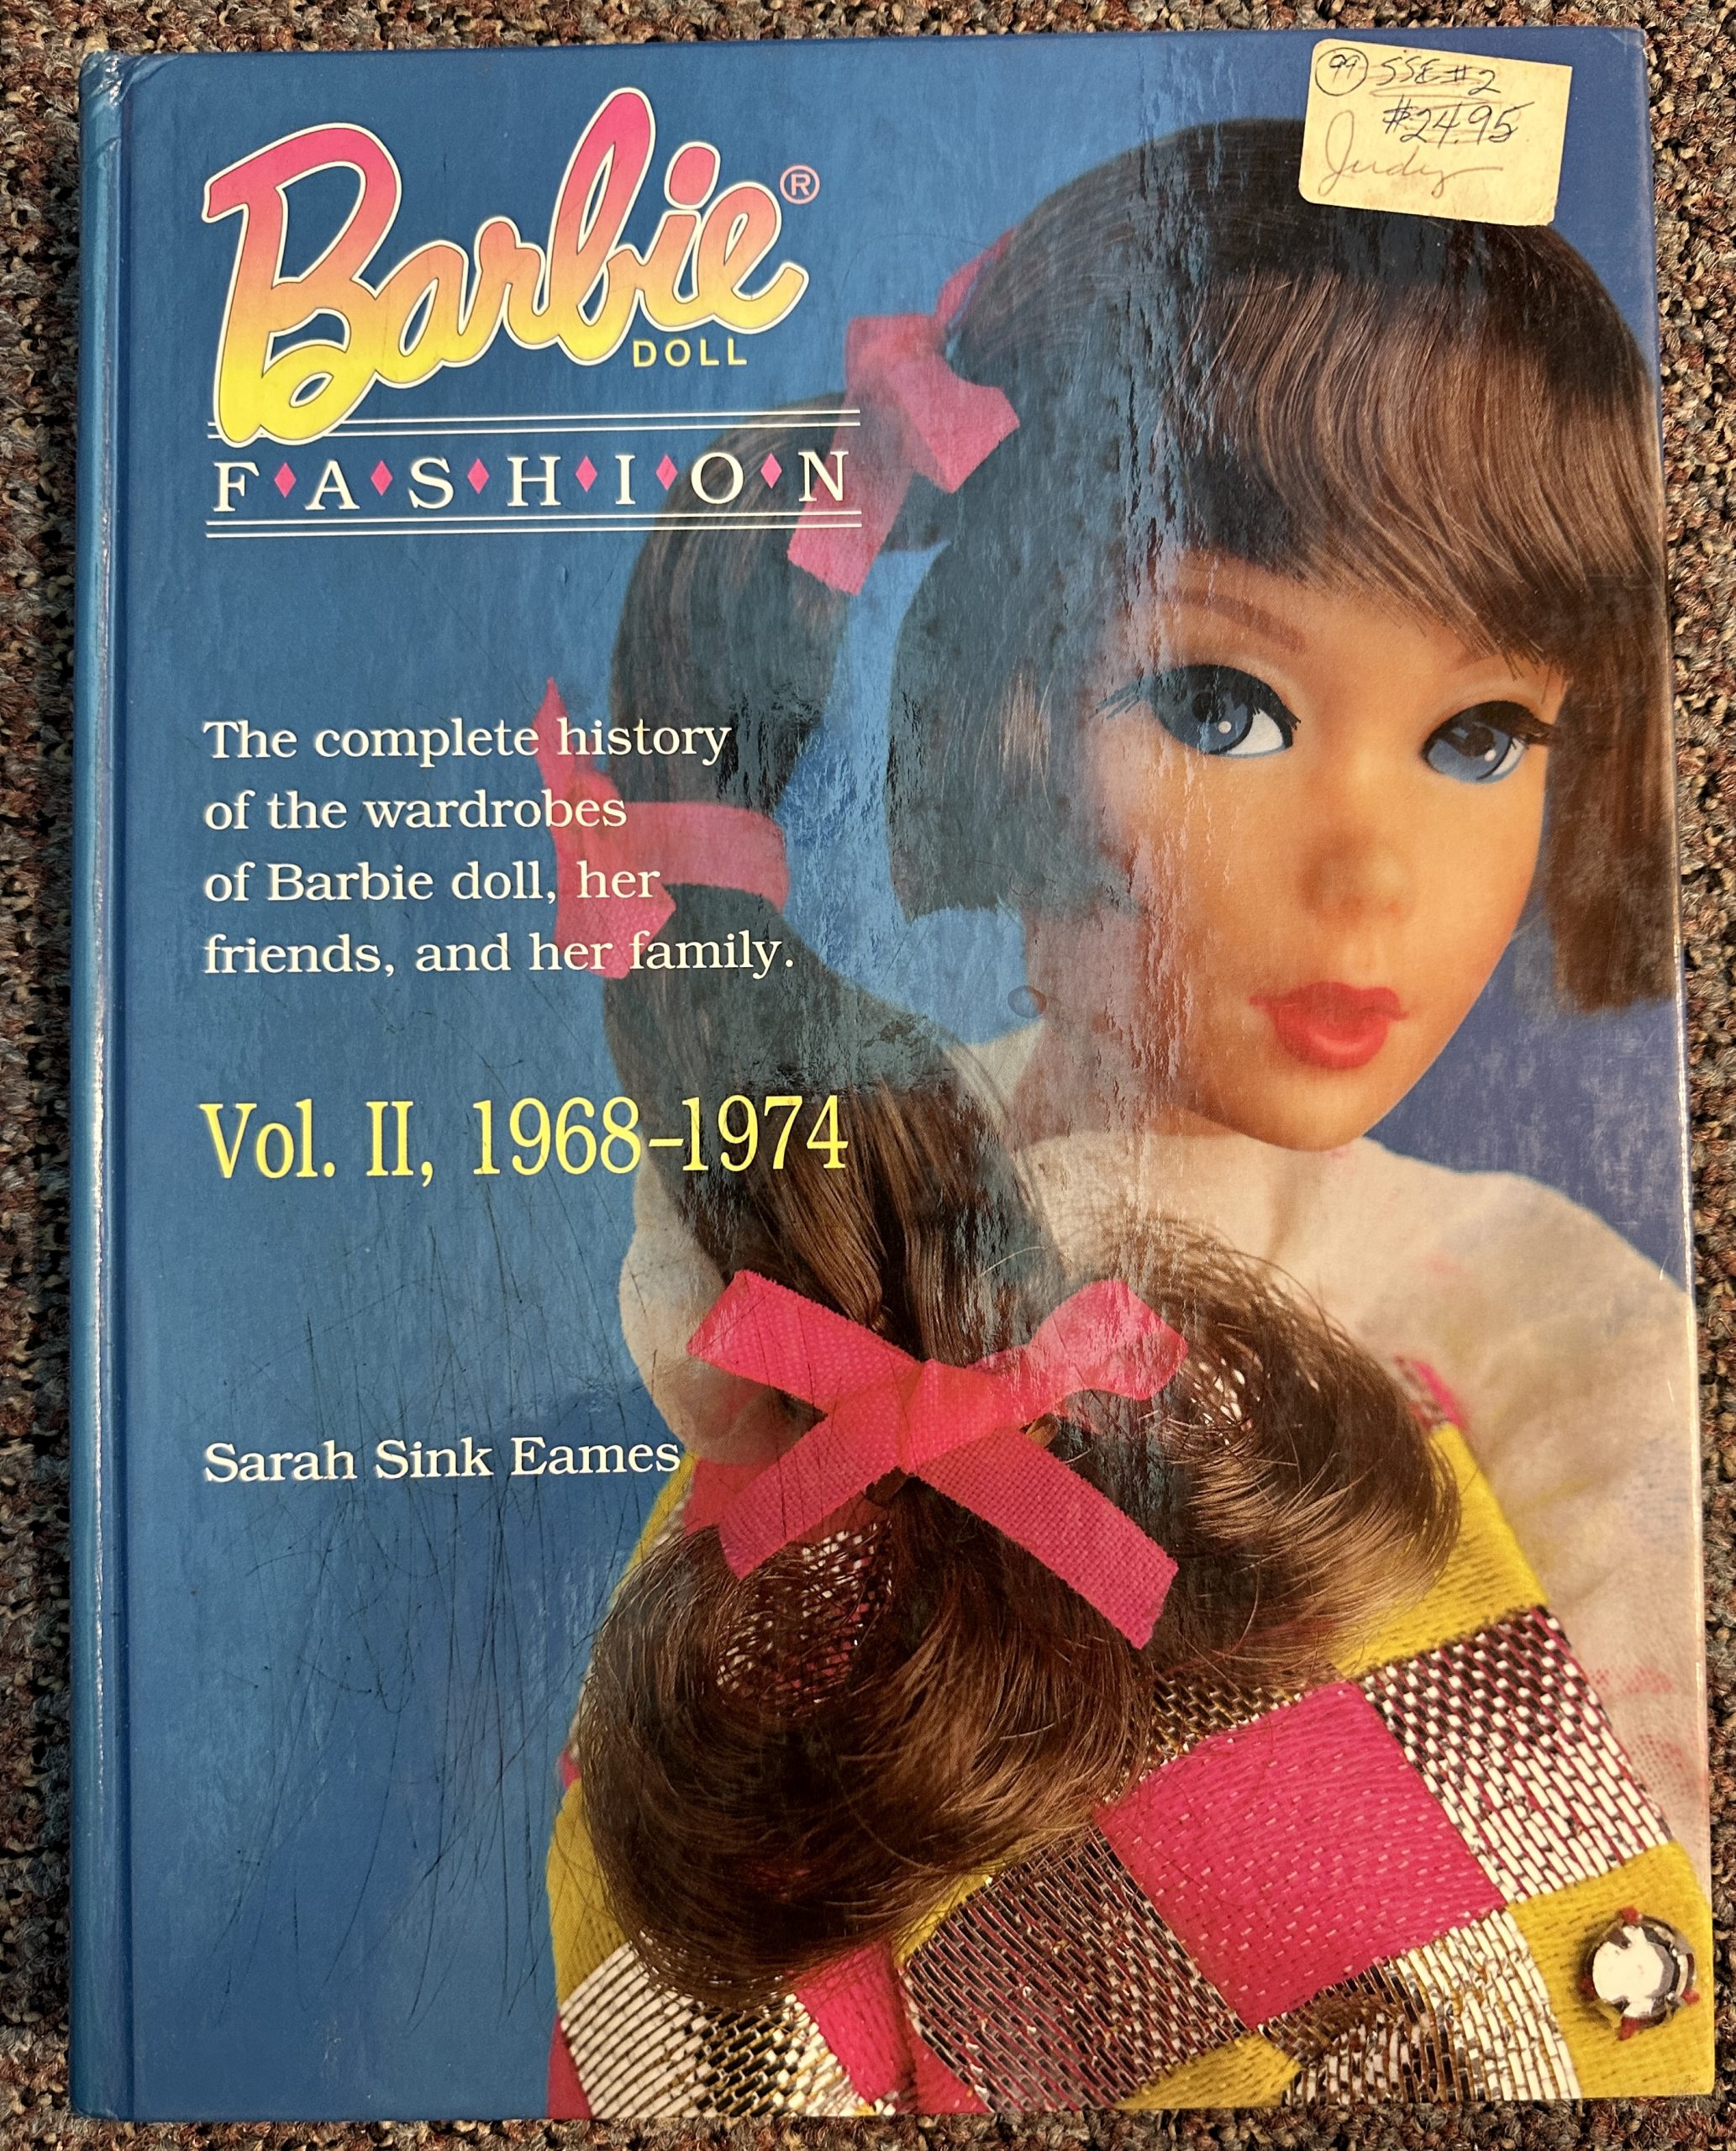 99 SSE #2
$24.95
Judy
Barbie®
DOLL
F♦A♦S♦H♦I♦O♦N
The complete history
of the wardrobes
of Barbie doll, her
friends, and her family.
Vol. II, 1968–1974
Sarah Sink Eames